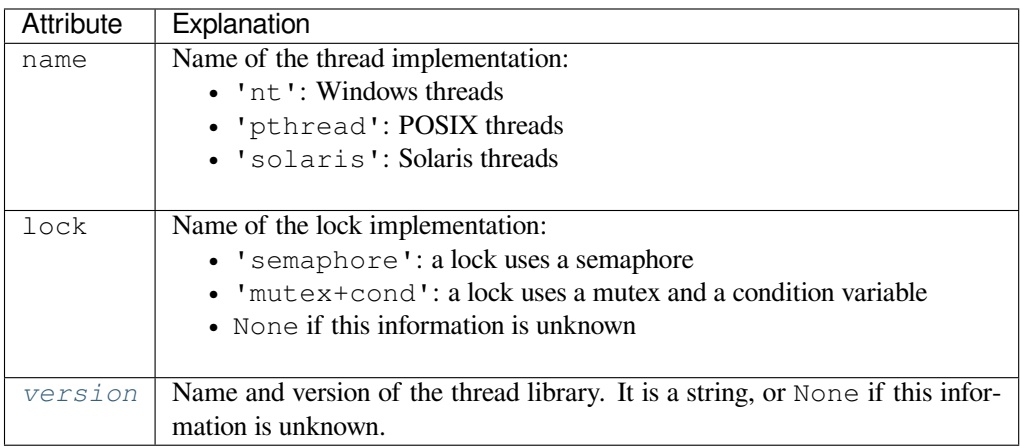 Attribute Explanation
name Name of the thread implementation:
• 'nt': Windows threads
• 'pthread': POSIX threads
• 'solaris': Solaris threads
lock Name of the lock implementation:
• 'semaphore': a lock uses a semaphore
• 'mutex+cond': a lock uses a mutex and a condition variable
• None if this information is unknown
version Name and version of the thread library. It is a string, or None if this infor-
mation is unknown.